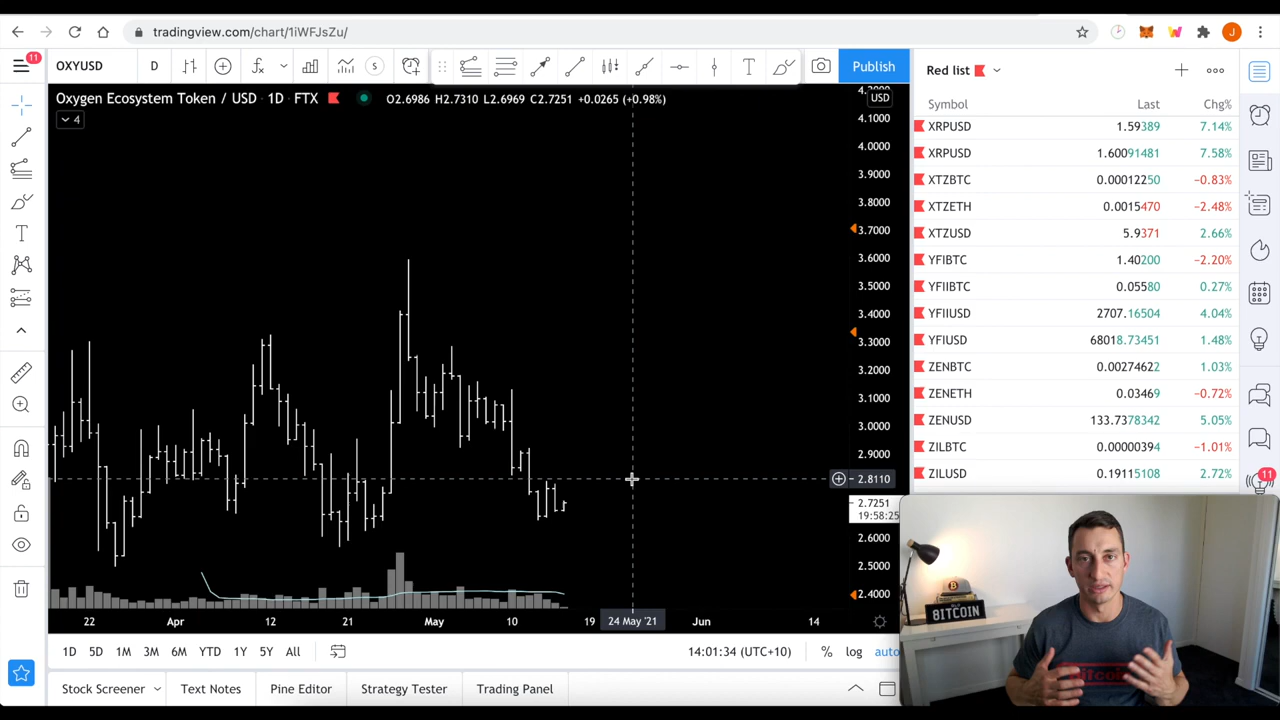 tradingview.com/chart/1iWFJsZu/
J
11
OXYUSD
D
S
T
Publish
Red list
Oxygen Ecosystem Token / USD · 1D · FTX
O2.6986 H2.7310 L2.6969 C2.7251 +0.0265 (+0.98%)
4
USD
Symbol Last Chg%
XRPUSD 1.59389 7.14%
XRPUSD 1.60091481 7.58%
XTZBTC 0.00012250 −0.83%
XTZETH 0.0015470 −2.48%
XTZUSD 5.9371 2.66%
YFIBTC 1.40200 −2.20%
YFIIBTC 0.05580 0.27%
YFIIUSD 2707.16504 4.04%
YFIUSD 68018.73451 1.48%
ZENBTC 0.00274622 1.03%
ZENETH 0.03469 −0.72%
ZENUSD 133.7378342 5.05%
ZILBTC 0.00000394 −1.01%
ZILUSD 0.19115508 2.72%
4.1000
4.0000
3.9000
3.8000
3.7000
3.6000
3.5000
3.4000
3.3000
3.2000
3.1000
3.0000
2.9000
2.8110
2.7251
19:58:25
2.6000
2.5000
2.4000
11
22 Apr 12 21 May 10 19 24 May '21 Jun 14
1D 5D 1M 3M 6M YTD 1Y 5Y All
14:01:34 (UTC+10) % log auto
Stock Screener Text Notes Pine Editor Strategy Tester Trading Panel
BITCOIN
Bitcoin